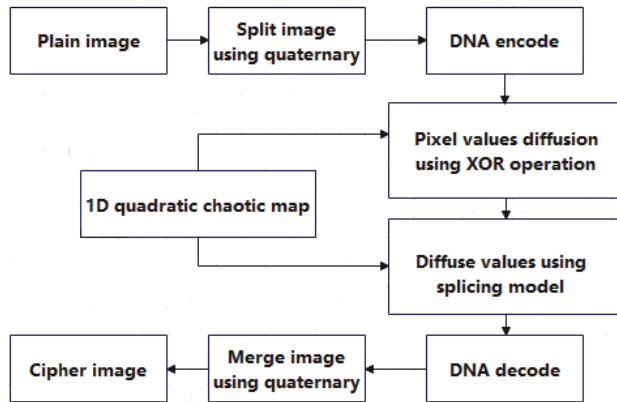 Plain image
Split image
using quaternary
DNA encode
Pixel values diffusion
using XOR operation
1D quadratic chaotic map
Diffuse values using
splicing model
Cipher image
Merge image
using quaternary
DNA decode